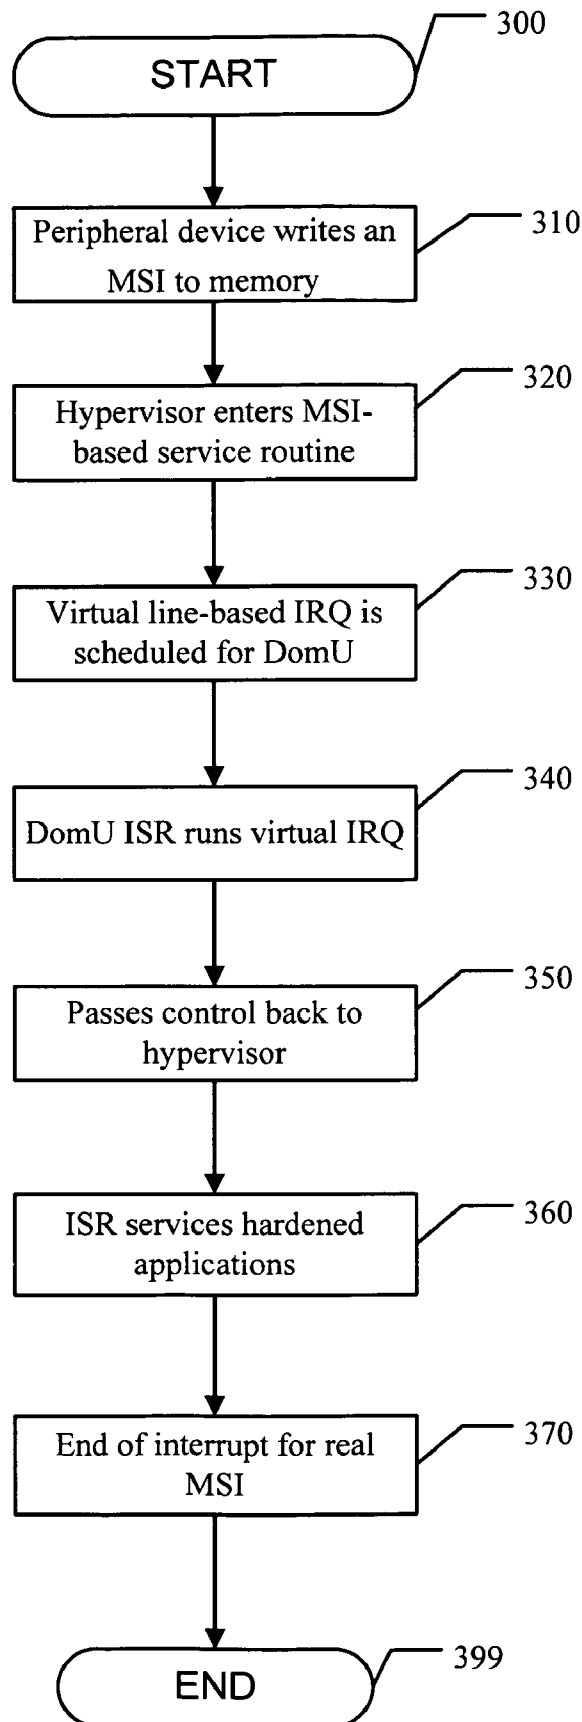 300
START
310
Peripheral device writes an
MSI to memory
320
Hypervisor enters MSI-
based service routine
330
Virtual line-based IRQ is
scheduled for DomU
340
DomU ISR runs virtual IRQ
350
Passes control back to
hypervisor
360
ISR services hardened
applications
370
End of interrupt for real
MSI
399
END